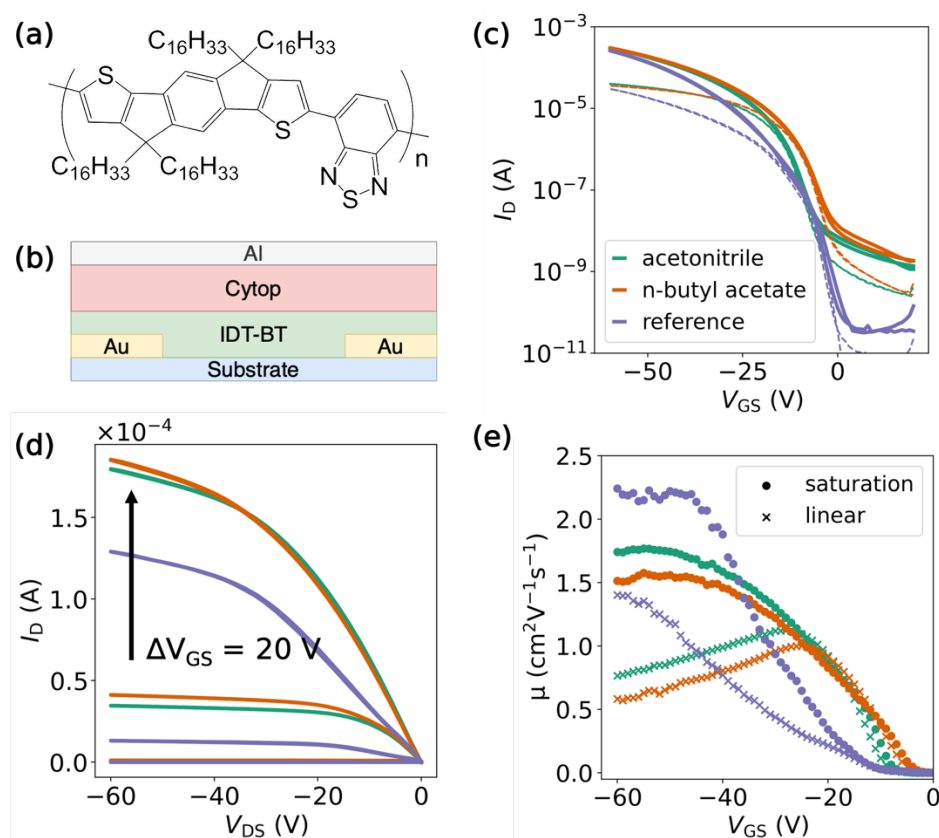 (a)
C16H33 C16H33
S
S
C16H33 C16H33
N N
S
n
(b)
Al
Cytop
IDT-BT
Au Au
Substrate
(c)
10−3
10−5
10−7
10−9
10−11
ID (A)
acetonitrile
n-butyl acetate
reference
−50 −25 0
VGS (V)
(d)
×10−4
1.5
1.0
0.5
0.0
ID (A)
ΔVGS = 20 V
−60 −40 −20 0
VDS (V)
(e)
2.5
2.0
1.5
1.0
0.5
0.0
μ (cm2V−1s−1)
saturation
linear
−60 −40 −20 0
VGS (V)